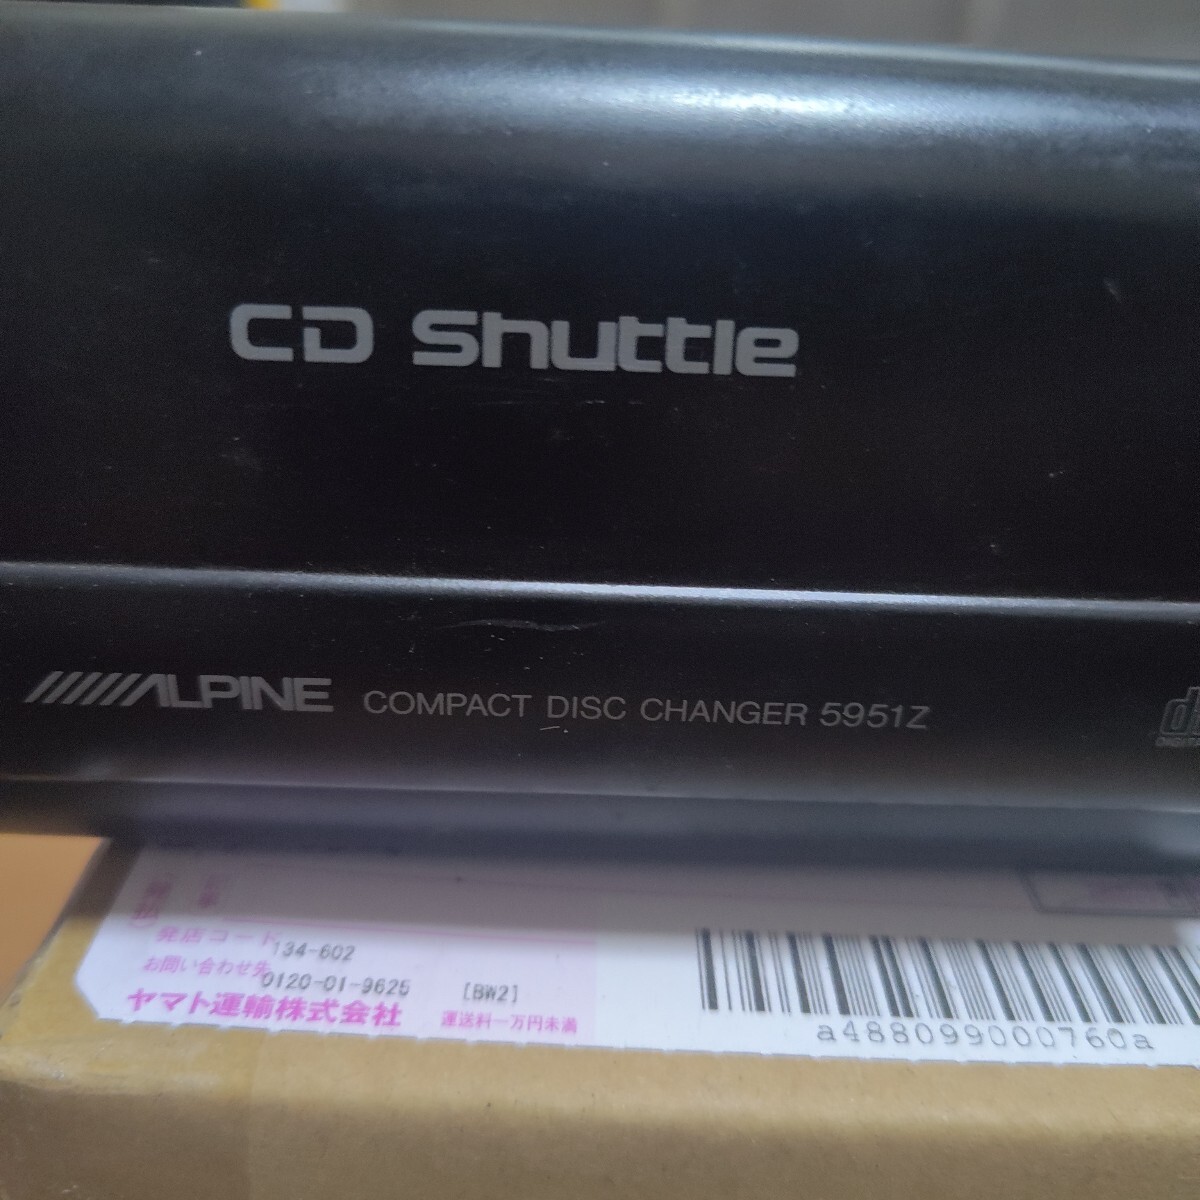 CD Shuttle
ALPINE COMPACT DISC CHANGER 5951Z
発店コード 134-602
お問い合わせ先 0120-01-9625 [BW2]
ヤマト運輸株式会社 運送料一万円未満
a488099000760a